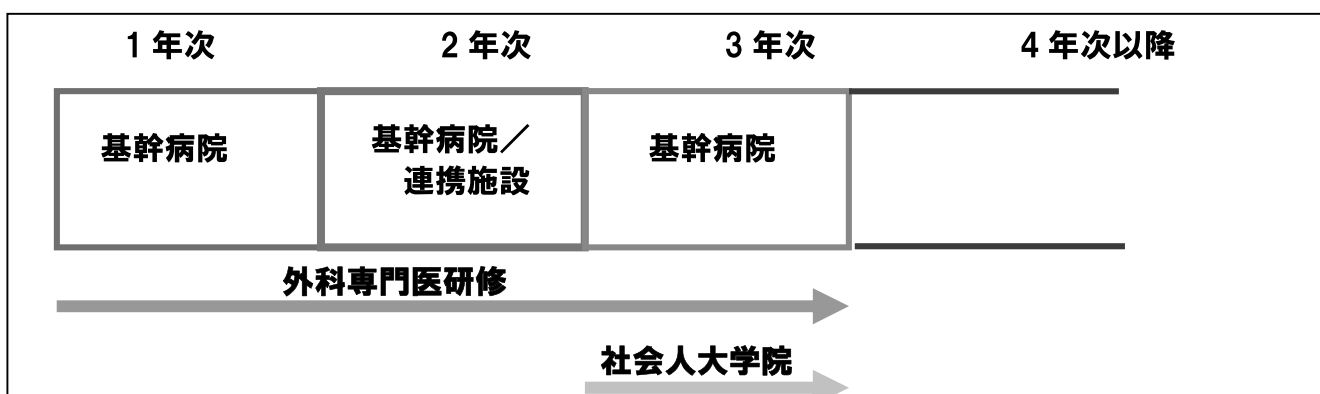 1 年次 2 年次 3 年次 4 年次以降
基幹病院
基幹病院／
連携施設
基幹病院
外科専門医研修
社会人大学院